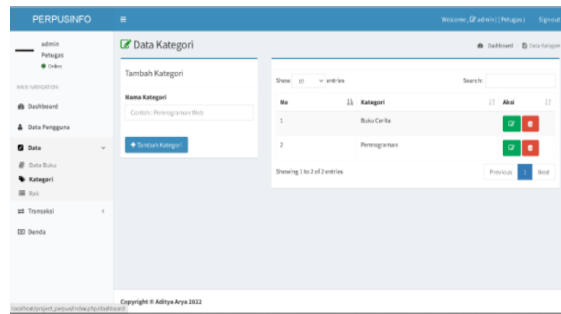 PERPUSINFO
Welcome, admin | (Petugas)
Signout
admin
Petugas
Online
MAIN NAVIGATION
Dashboard
Data Pengguna
Data
Data Buku
Kategori
Rak
Transaksi
Denda
Data Kategori
Dashboard
Data Kategori
Tambah Kategori
Nama Kategori
Contoh : Pemrograman Web
+ Tambah Kategori
Show 10 entries
Search:
No Kategori Aksi
1 Buku Cerita
2 Pemrograman
Showing 1 to 2 of 2 entries
Previous 1 Next
Copyright © Aditya Arya 2022
localhost/project_perpus/index.php/dashboard